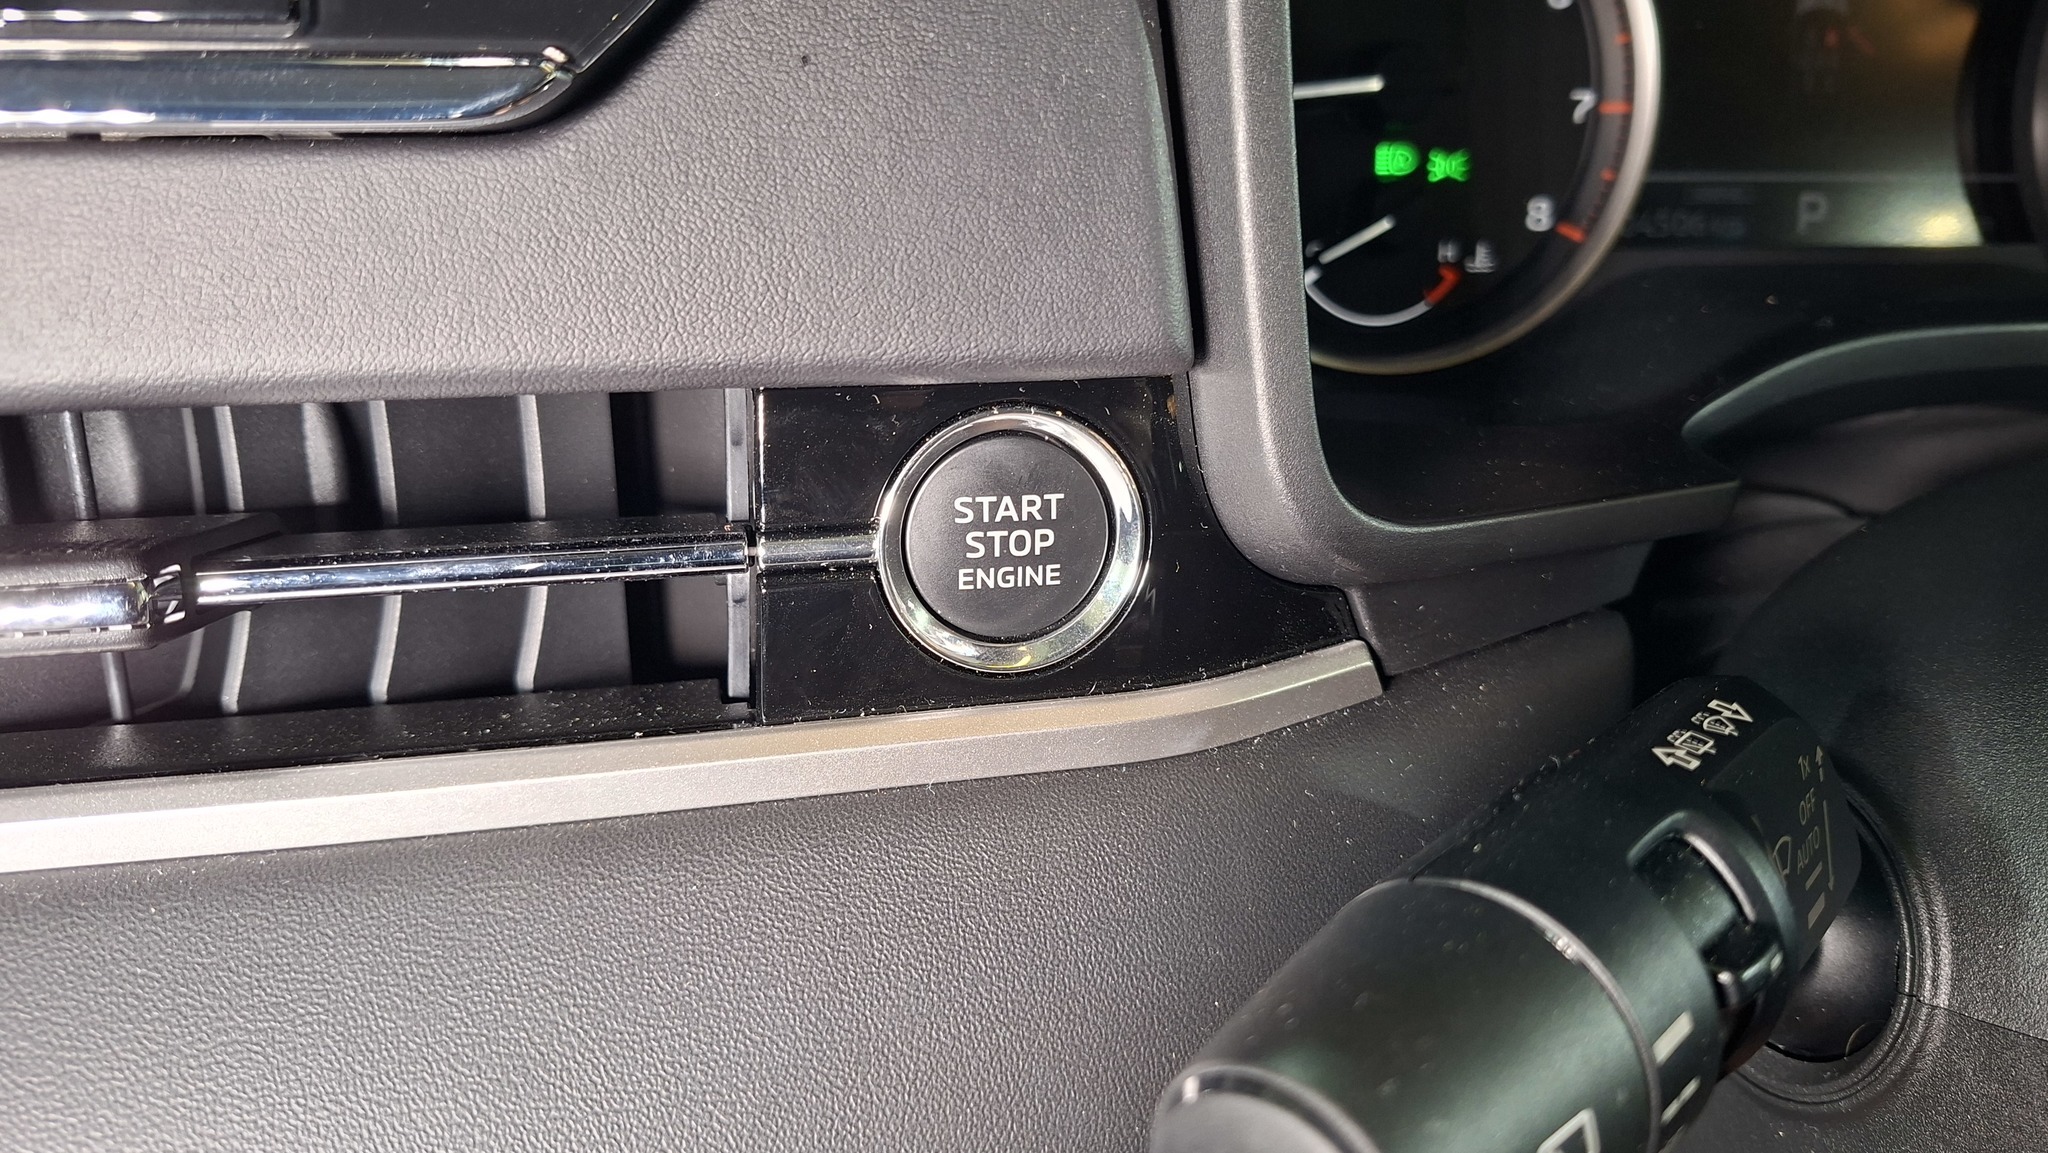 7
8
H
P
START
STOP
ENGINE
1x
OFF
AUTO